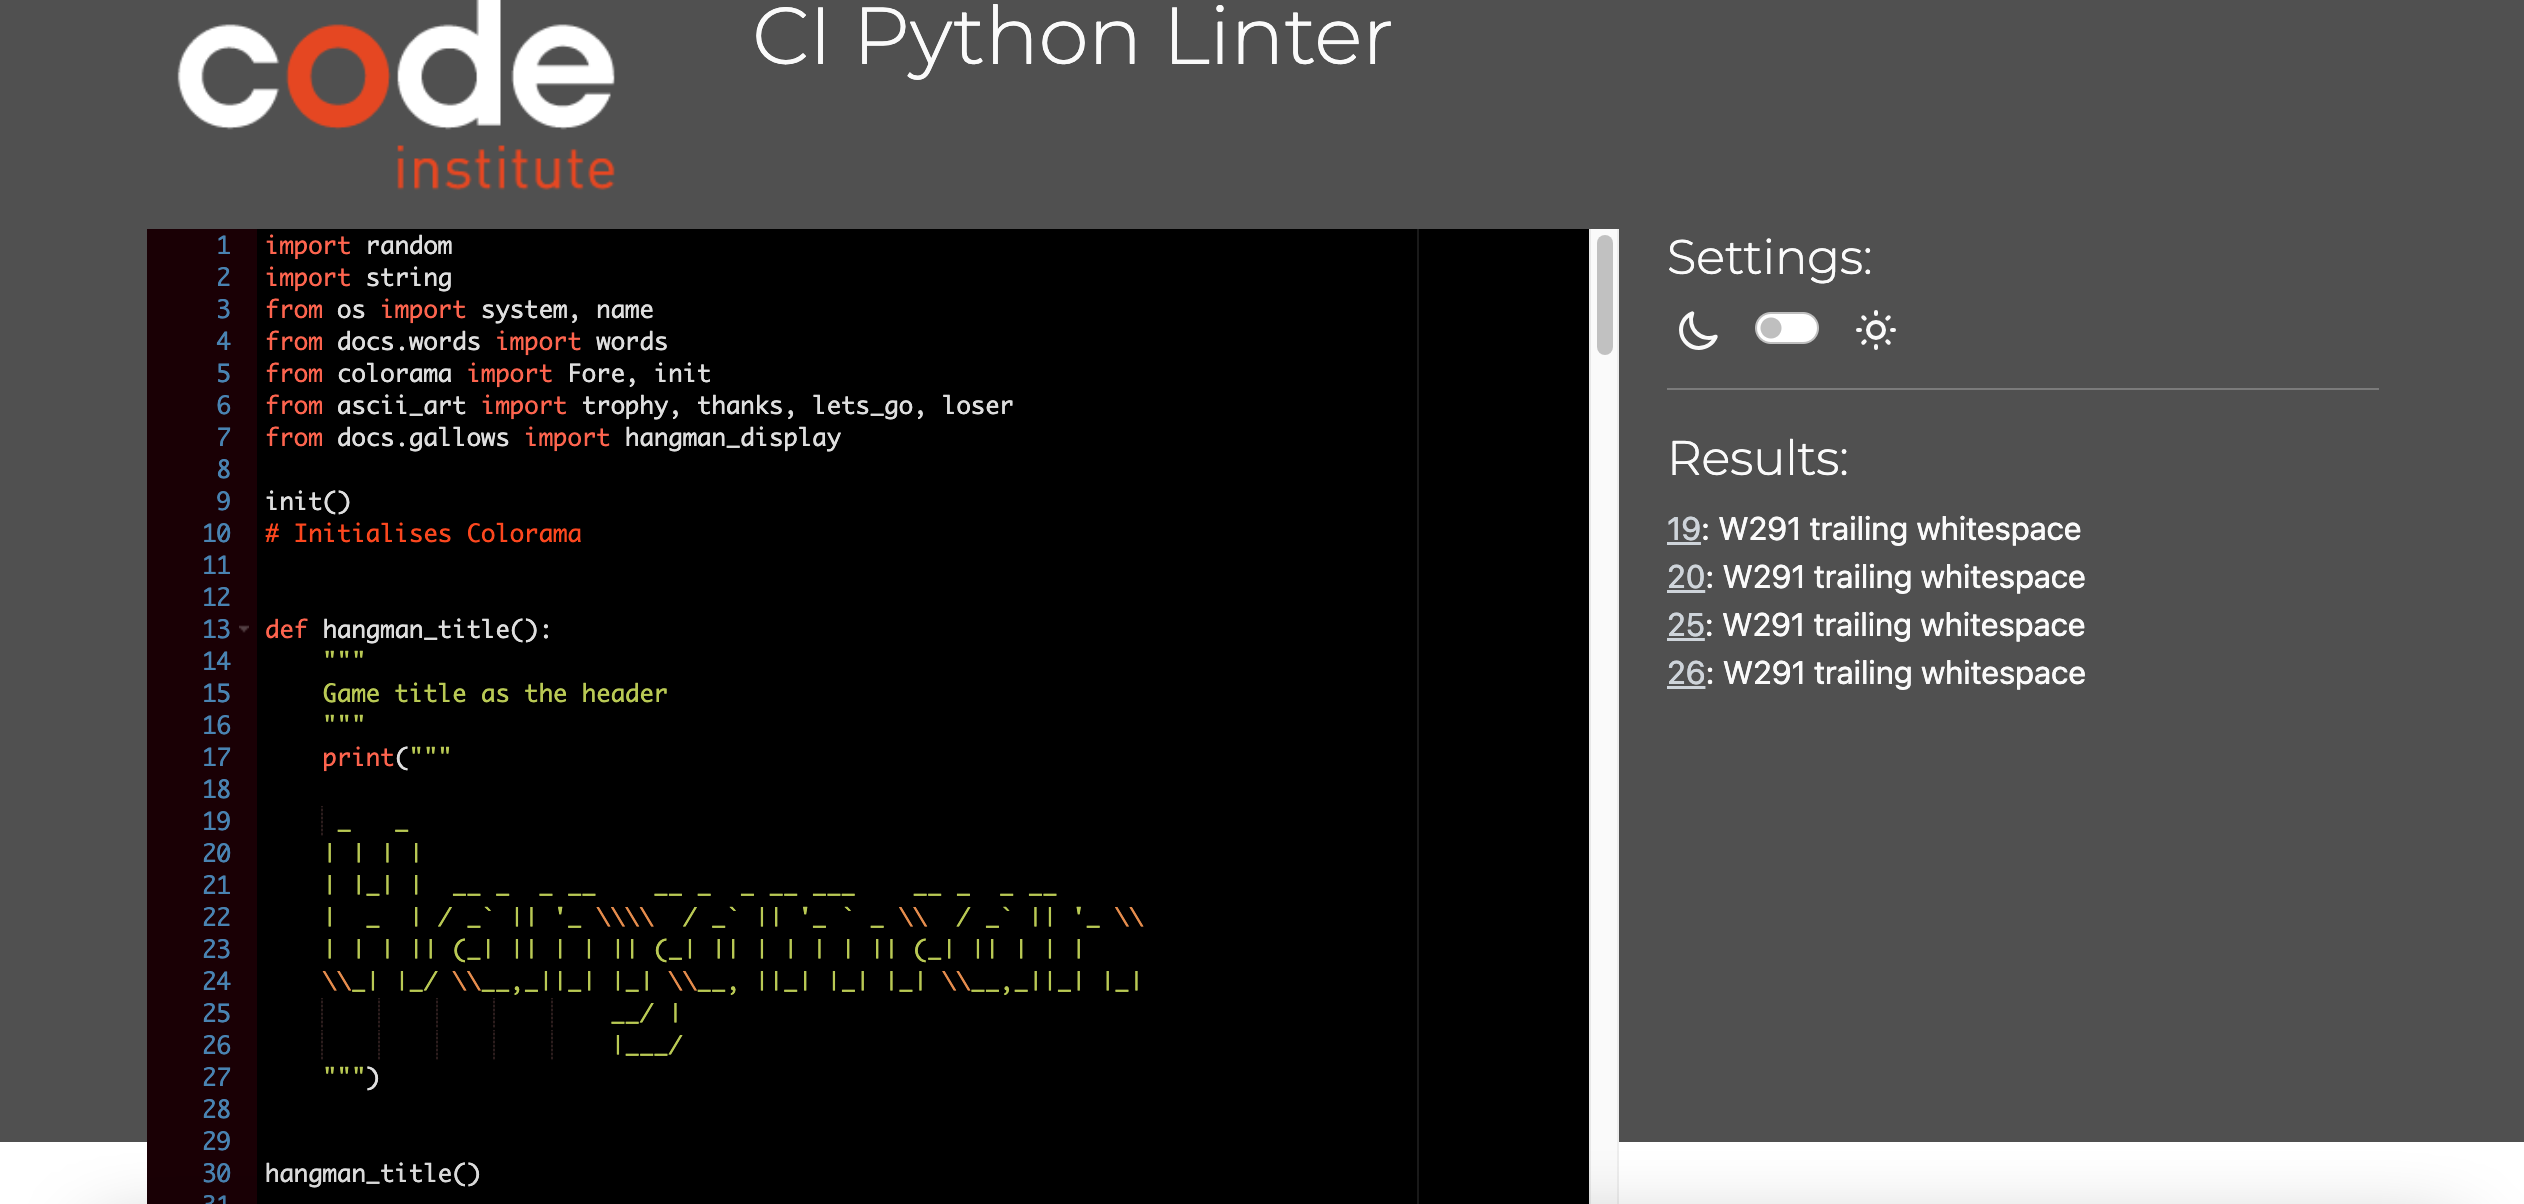 code
institute
CI Python Linter
1 import random
2 import string
3 from os import system, name
4 from docs.words import words
5 from colorama import Fore, init
6 from ascii_art import trophy, thanks, lets_go, loser
7 from docs.gallows import hangman_display
8
9 init()
10 # Initialises Colorama
11
12
13 def hangman_title():
14     """
15     Game title as the header
16     """
17     print("""
18
19      _   _
20     | | | |
21     | |_| |  __ _  _ __    __ _  _ __ ___    __ _  _ __
22     |  _  | / _` || '_ \\\\  / _` || '_ ` _ \\  / _` || '_ \\
23     | | | || (_| || | | || (_| || | | | | || (_| || | | |
24     \\_| |_/ \\__,_||_| |_| \\__, ||_| |_| |_| \\__,_||_| |_|
25                         __/ |
26                         |___/
27     """)
28
29
30 hangman_title()
31
Settings:
Results:
19: W291 trailing whitespace
20: W291 trailing whitespace
25: W291 trailing whitespace
26: W291 trailing whitespace